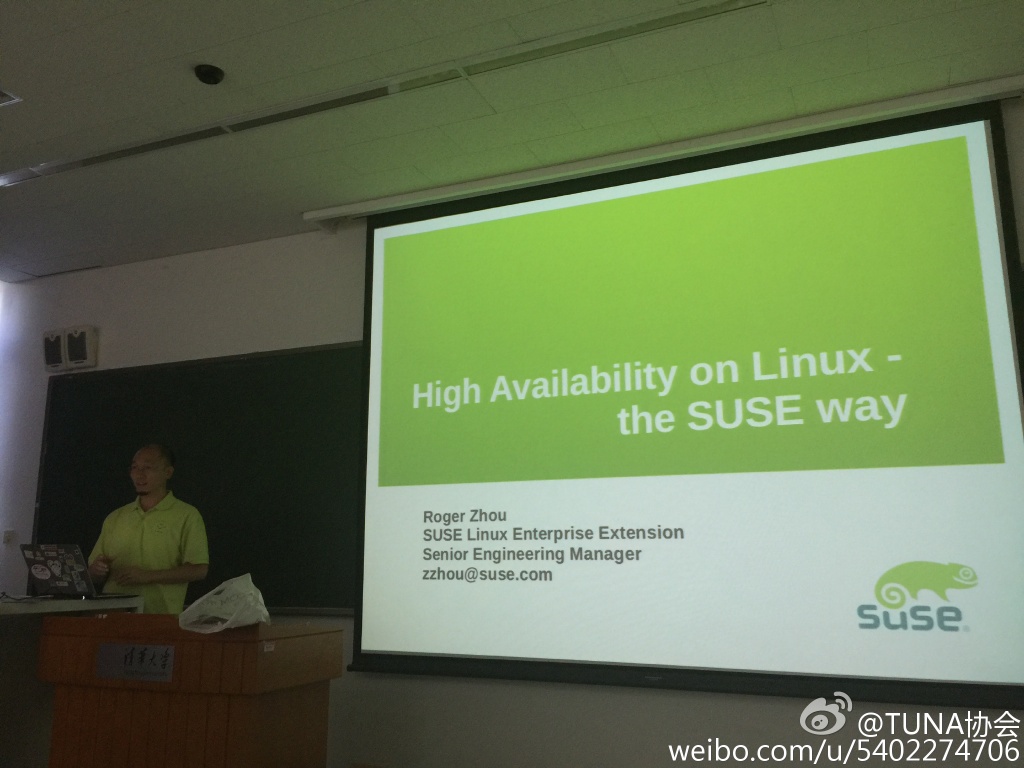 High Availability on Linux -
the SUSE way
Roger Zhou
SUSE Linux Enterprise Extension
Senior Engineering Manager
zzhou@suse.com
SUSE
清华大学
@TUNA协会
weibo.com/u/5402274706